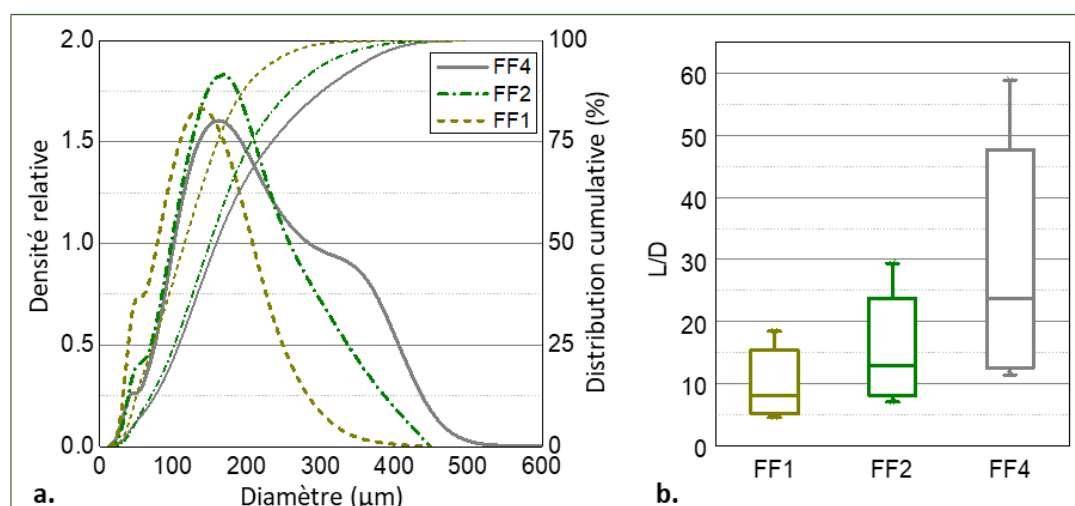 2.0
1.5
1.0
0.5
0.0
Densité relative
0 100 200 300 400 500 600
Diamètre (µm)
100
75
50
25
0
Distribution cumulative (%)
FF4
FF2
FF1
a.
60
50
40
30
20
10
0
L/D
FF1 FF2 FF4
b.